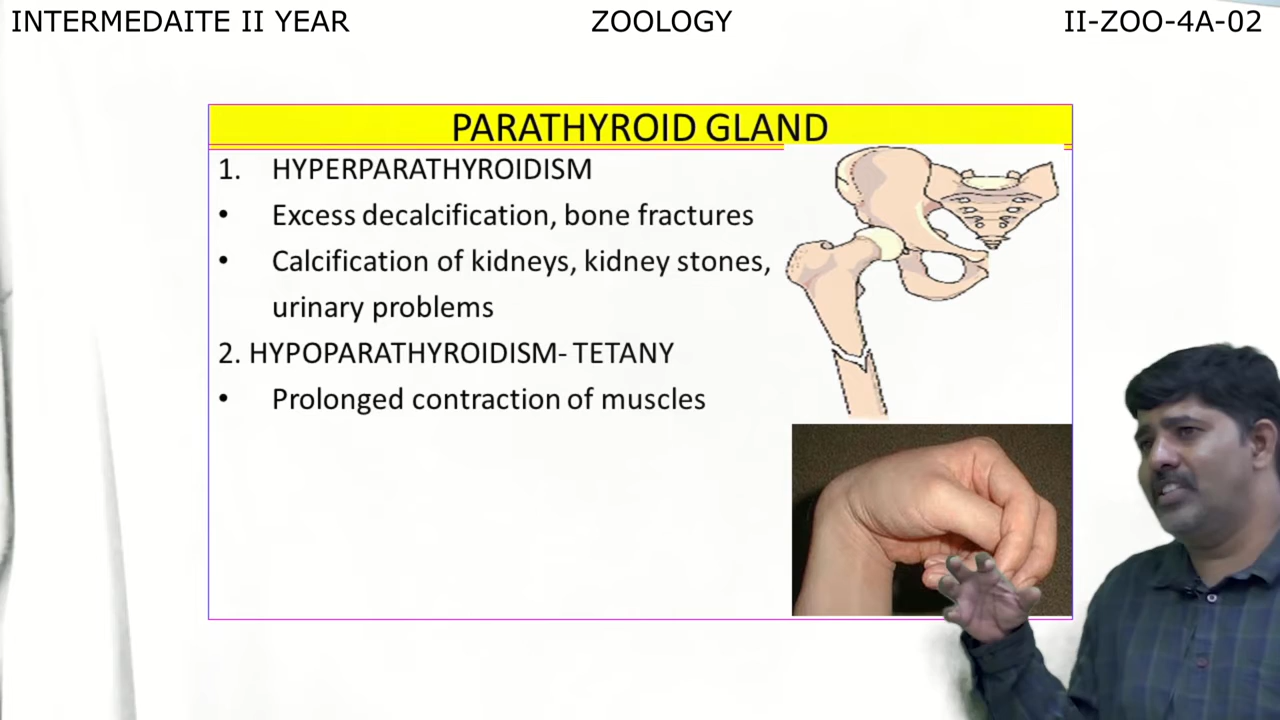 INTERMEDAITE II YEAR ZOOLOGY II-ZOO-4A-02
PARATHYROID GLAND
1. HYPERPARATHYROIDISM
• Excess decalcification, bone fractures
• Calcification of kidneys, kidney stones,
urinary problems
2. HYPOPARATHYROIDISM- TETANY
• Prolonged contraction of muscles